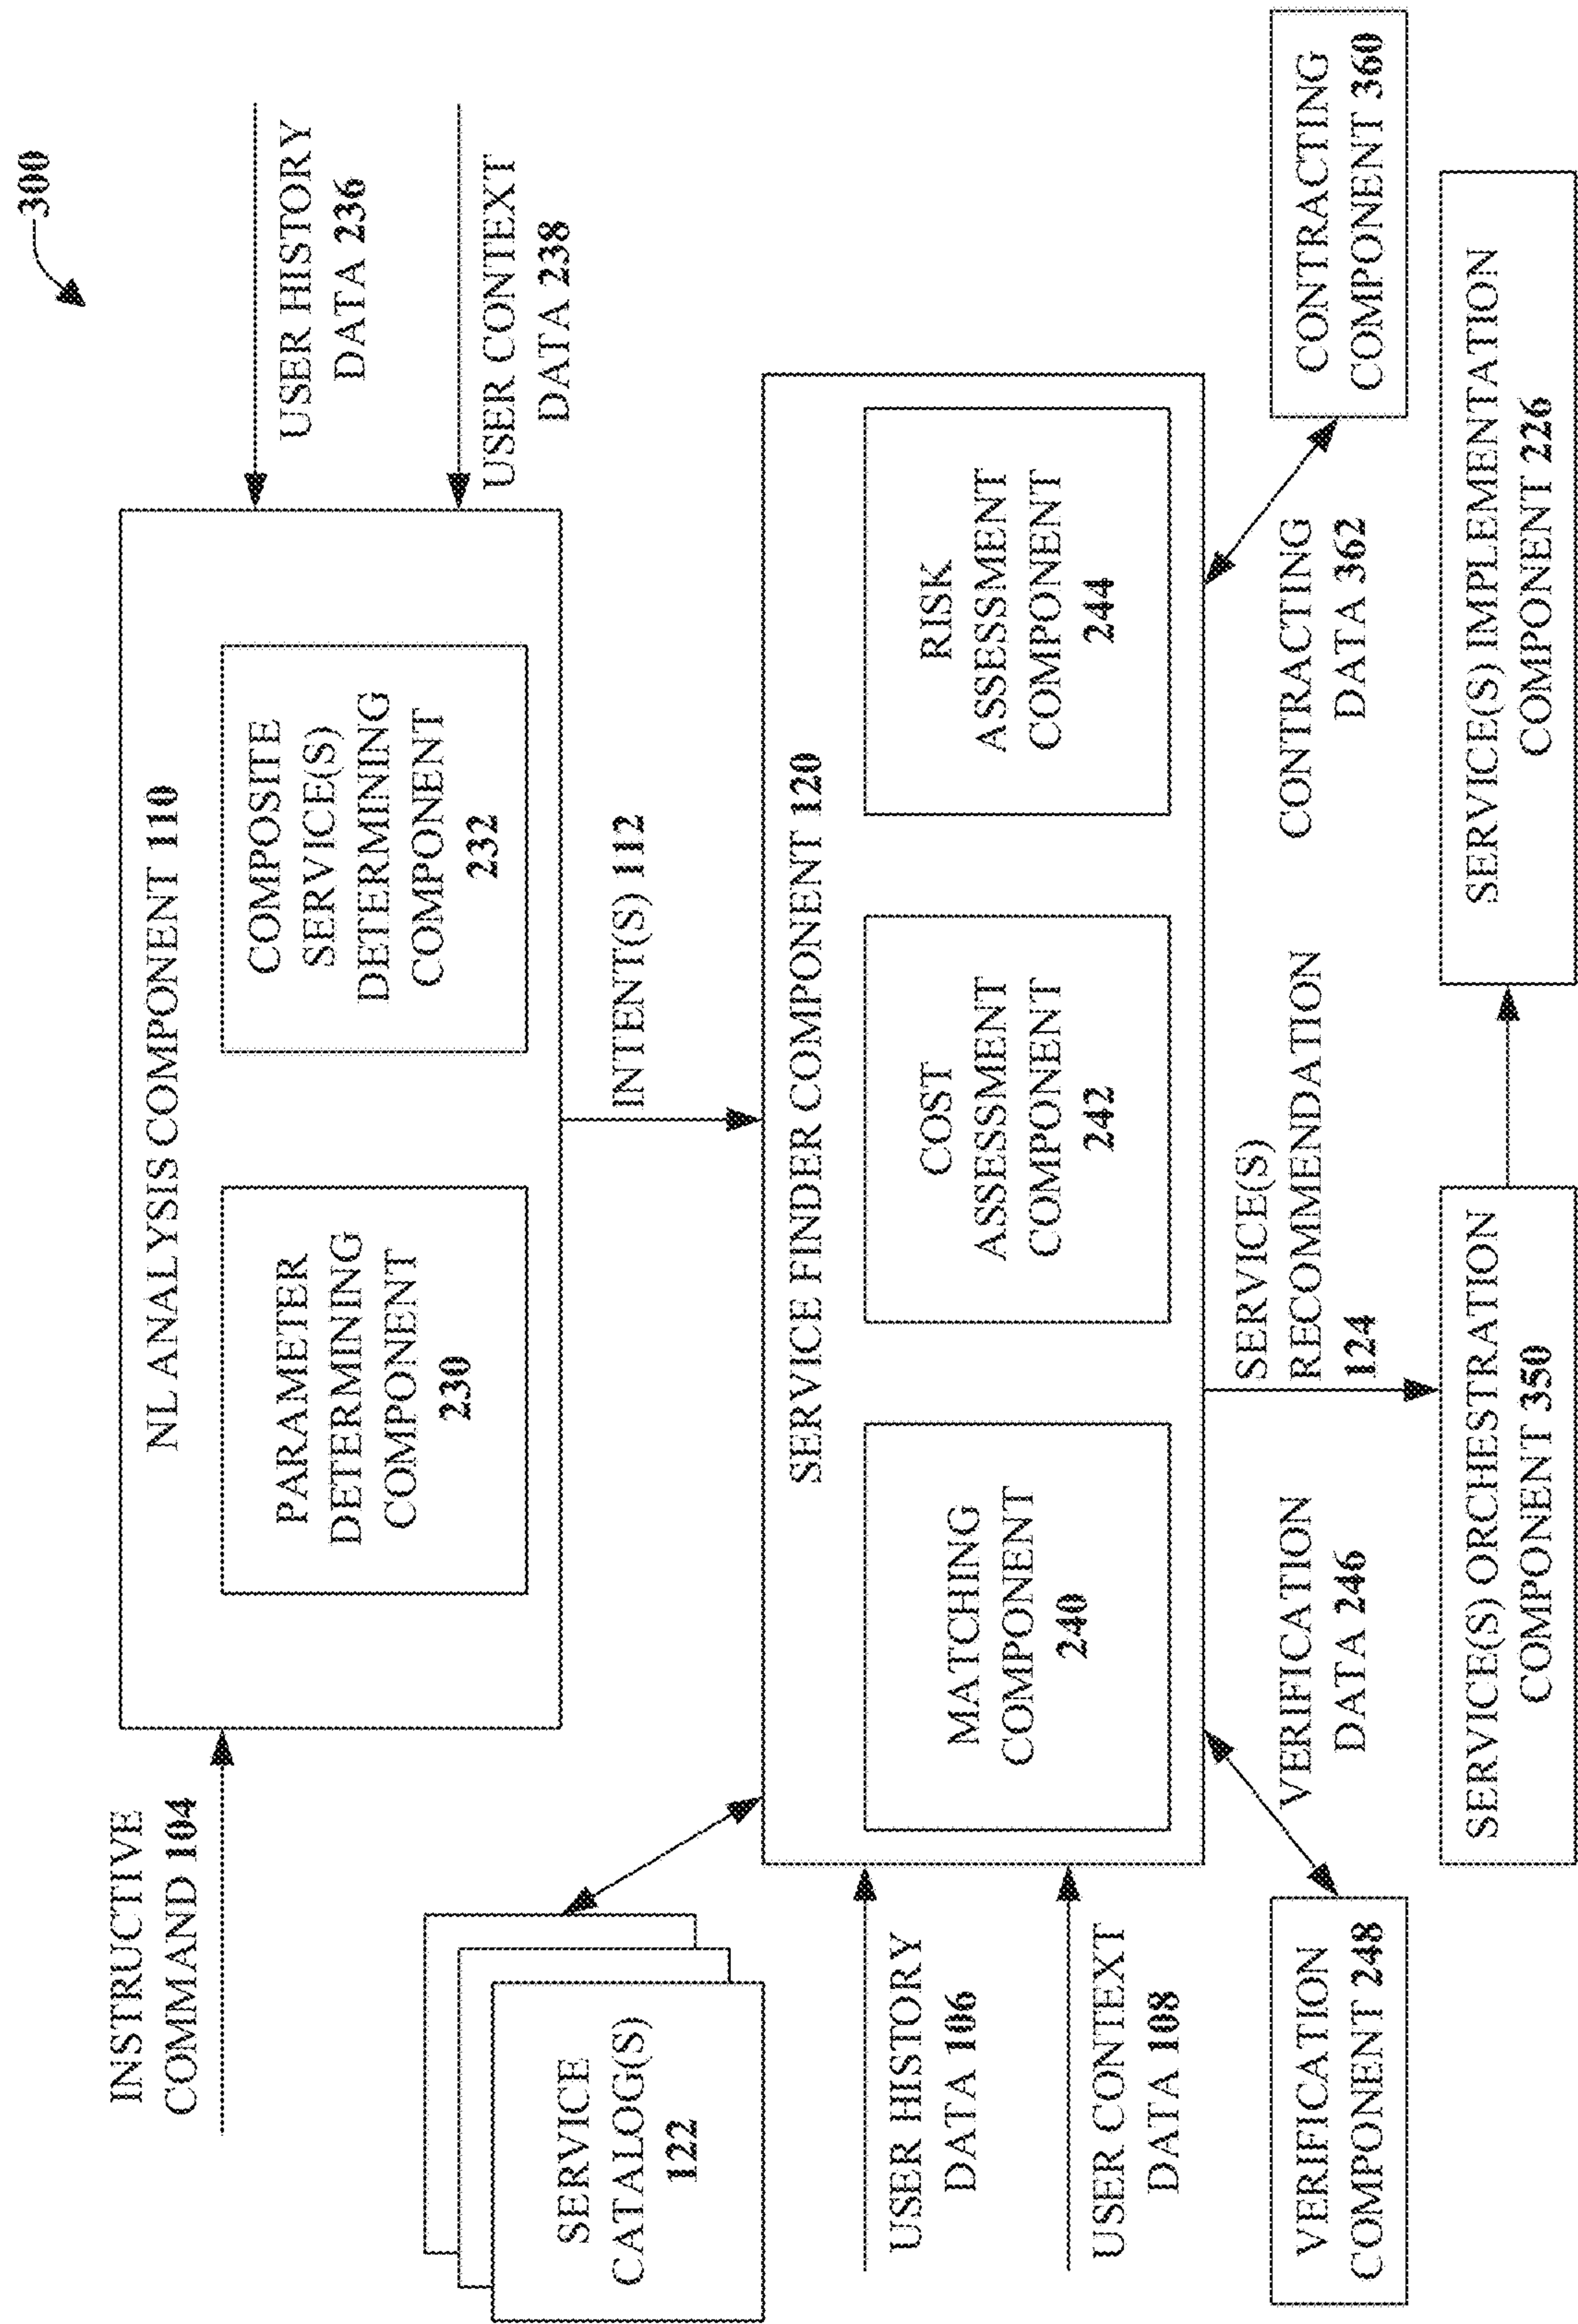 300
INSTRUCTIVE
COMMAND 104
NL ANALYSIS COMPONENT 110
PARAMETER
DETERMINING
COMPONENT
230
COMPOSITE
SERVICE(S)
DETERMINING
COMPONENT
232
USER HISTORY
DATA 236
USER CONTEXT
DATA 238
INTENT(S) 112
SERVICE
CATALOG(S)
122
SERVICE FINDER COMPONENT 120
MATCHING
COMPONENT
240
COST
ASSESSMENT
COMPONENT
242
RISK
ASSESSMENT
COMPONENT
244
USER HISTORY
DATA 106
USER CONTEXT
DATA 108
VERIFICATION
COMPONENT 248
VERIFICATION
DATA 246
SERVICE(S)
RECOMMENDATION
124
CONTRACTING
DATA 362
CONTRACTING
COMPONENT 360
SERVICE(S) ORCHESTRATION
COMPONENT 350
SERVICE(S) IMPLEMENTATION
COMPONENT 226